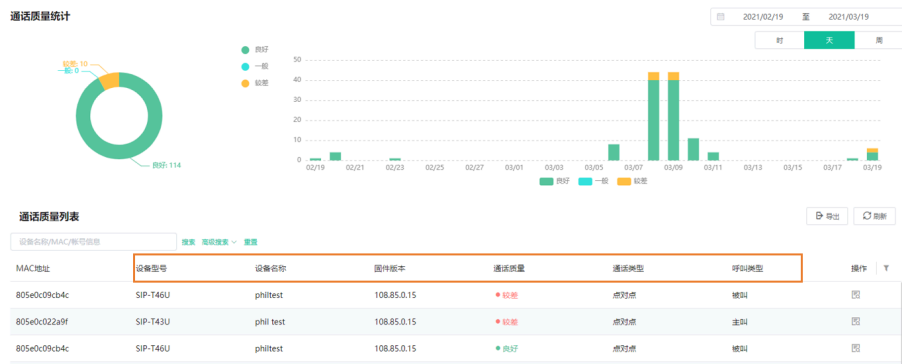 通话质量统计
2021/02/19 至 2021/03/19
时 天 周
良好
一般
较差
较差: 10
一般: 0
良好: 114
50
40
30
20
10
0
02/19 02/21 02/23 02/25 02/27 03/01 03/03 03/05 03/07 03/09 03/11 03/13 03/15 03/17 03/19
良好 一般 较差
通话质量列表
导出 刷新
设备名称/MAC/帐号信息 搜索 高级搜索 重置
MAC地址 设备型号 设备名称 固件版本 通话质量 通话类型 呼叫类型 操作
805e0c09cb4c SIP-T46U philtest 108.85.0.15 较差 点对点 被叫
805e0c022a9f SIP-T43U phil test 108.85.0.15 较差 点对点 主叫
805e0c09cb4c SIP-T46U philtest 108.85.0.15 良好 点对点 被叫